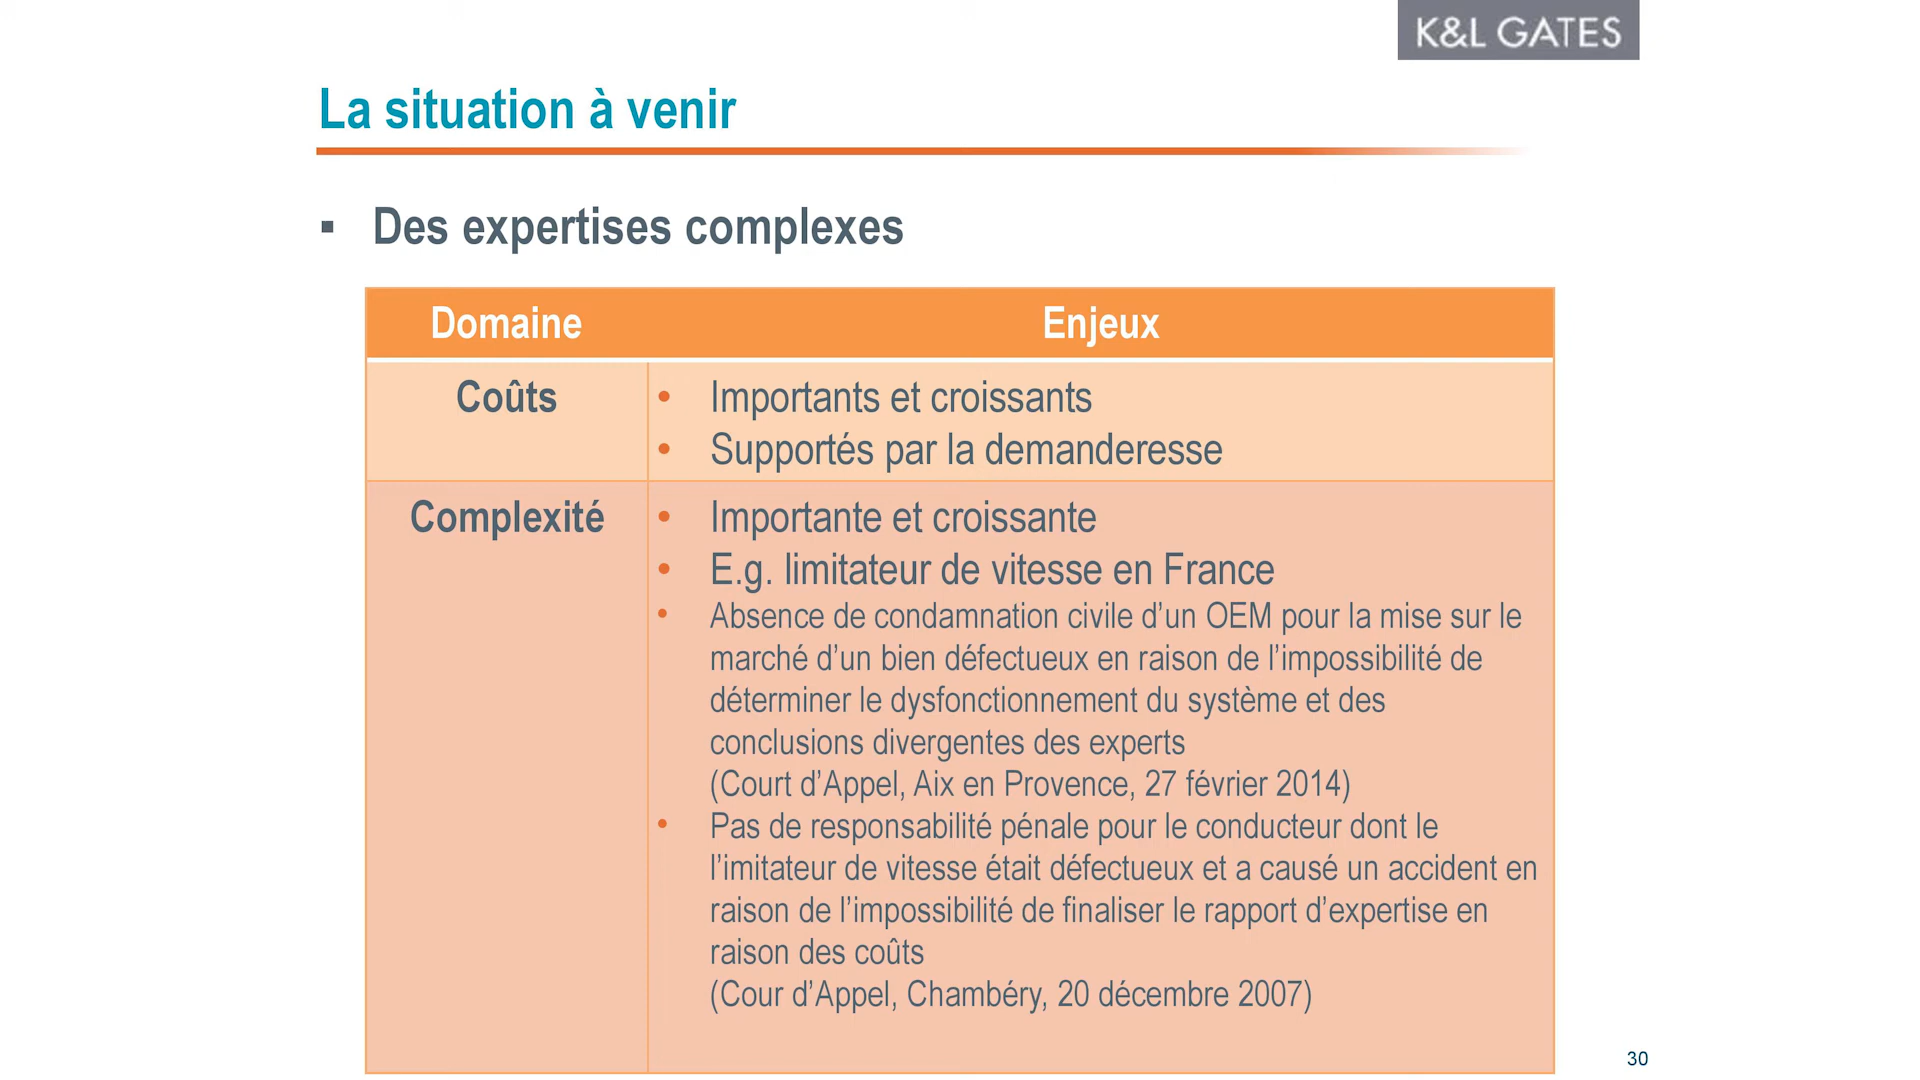 K&L GATES
La situation à venir
▪ Des expertises complexes
Domaine
Enjeux
Coûts
• Importants et croissants
• Supportés par la demanderesse
Complexité
• Importante et croissante
• E.g. limitateur de vitesse en France
• Absence de condamnation civile d’un OEM pour la mise sur le
marché d’un bien défectueux en raison de l’impossibilité de
déterminer le dysfonctionnement du système et des
conclusions divergentes des experts
(Court d’Appel, Aix en Provence, 27 février 2014)
• Pas de responsabilité pénale pour le conducteur dont le
l’imitateur de vitesse était défectueux et a causé un accident en
raison de l’impossibilité de finaliser le rapport d’expertise en
raison des coûts
(Cour d’Appel, Chambéry, 20 décembre 2007)
30